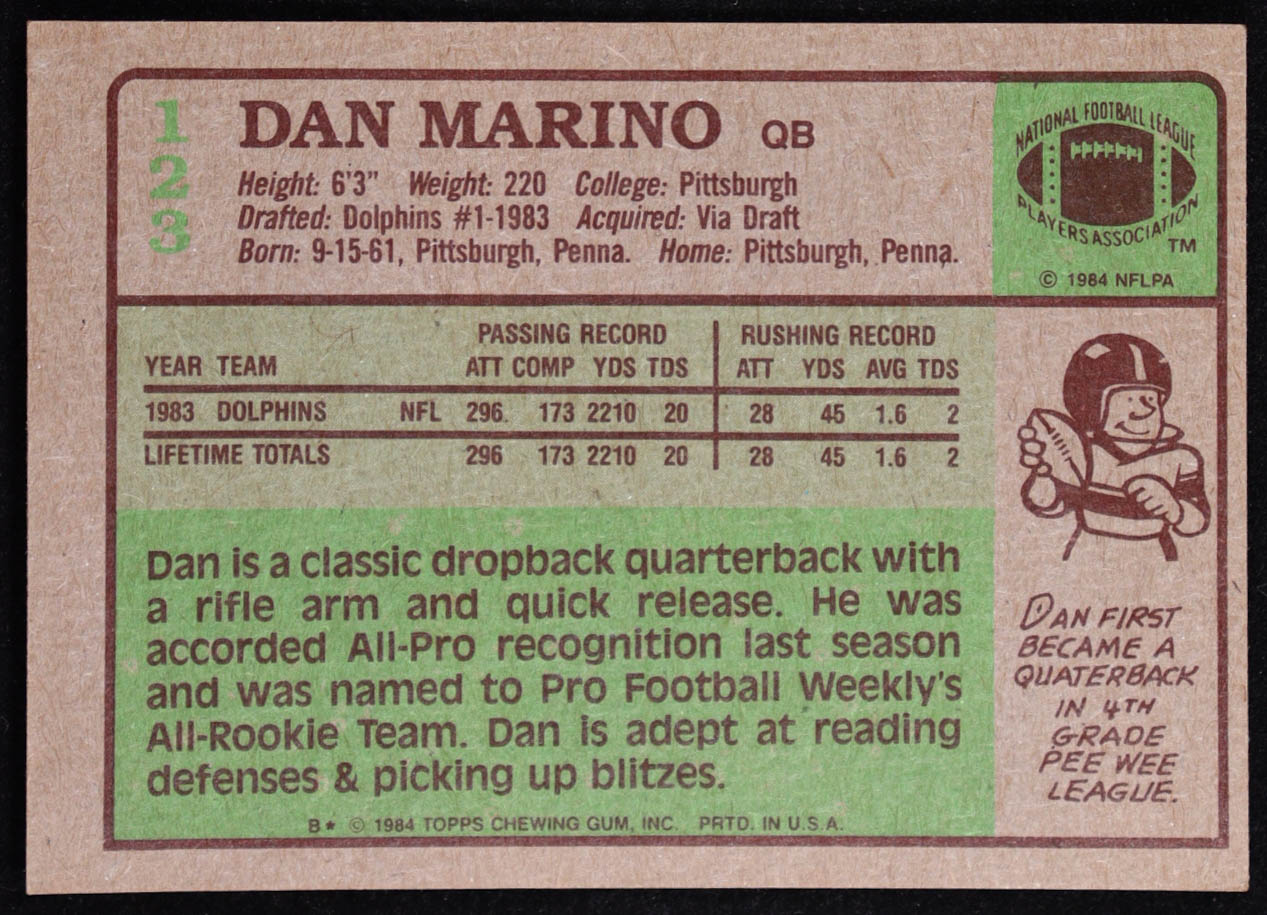 1
2
3
DAN MARINO QB
Height: 6'3" Weight: 220 College: Pittsburgh
Drafted: Dolphins #1-1983 Acquired: Via Draft
Born: 9-15-61, Pittsburgh, Penna. Home: Pittsburgh, Penna.
NATIONAL FOOTBALL LEAGUE
PLAYERS ASSOCIATION
TM
© 1984 NFLPA
PASSING RECORD RUSHING RECORD
YEAR TEAM ATT COMP YDS TDS ATT YDS AVG TDS
1983 DOLPHINS NFL 296. 173 2210 20 28 45 1.6 2
LIFETIME TOTALS 296 173 2210 20 28 45 1.6 2
Dan is a classic dropback quarterback with
a rifle arm and quick release. He was
accorded All-Pro recognition last season
and was named to Pro Football Weekly's
All-Rookie Team. Dan is adept at reading
defenses & picking up blitzes.
B* © 1984 TOPPS CHEWING GUM, INC. PRTD. IN U.S.A.
DAN FIRST
BECAME A
QUATERBACK
IN 4TH
GRADE
PEE WEE
LEAGUE.